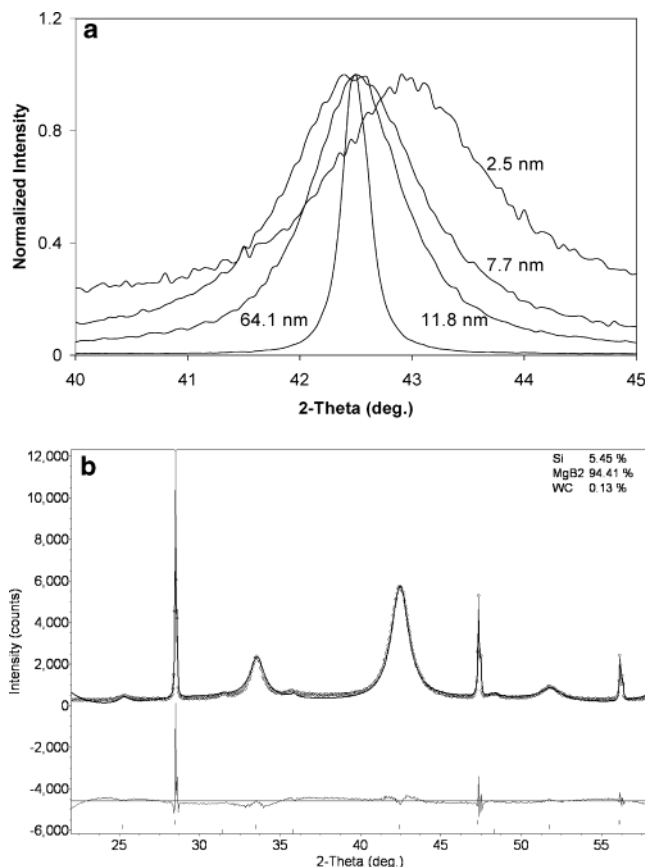 a
1.2
0.8
0.4
0
Normalized Intensity
2.5 nm
7.7 nm
64.1 nm
11.8 nm
40
41
42
43
44
45
2-Theta (deg.)
b
Si 5.45 %
MgB2 94.41 %
WC 0.13 %
12,000
10,000
8,000
6,000
4,000
2,000
0
-2,000
-4,000
-6,000
Intensity (counts)
25
30
35
40
45
50
55
2-Theta (deg.)